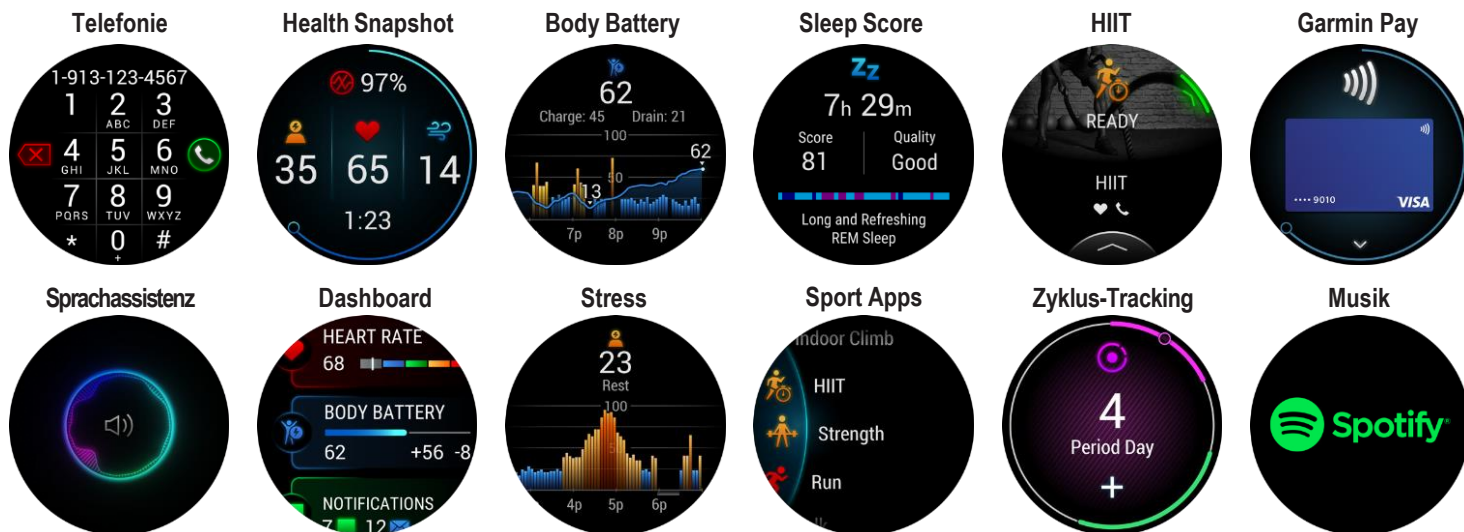 Telefonie
1-913-123-4567
1
2
ABC
3
DEF
4
GHI
5
JKL
6
MNO
7
PQRS
8
TUV
9
WXYZ
*
0
+
#
Health Snapshot
97%
35 65 14
1:23
Body Battery
62
Charge: 45 Drain: 21
100
62
50
13
7p 8p 9p
Sleep Score
ZZ
7h 29m
Score Quality
81 Good
Long and Refreshing
REM Sleep
HIIT
READY
HIIT
Garmin Pay
•••• 9010 VISA
Sprachassistenz
Dashboard
HEART RATE
68
BODY BATTERY
62 +56 -8
NOTIFICATIONS
7 12
Stress
23
Rest
100
4p 5p 6p
Sport Apps
Indoor Climb
HIIT
Strength
Run
Zyklus-Tracking
4
Period Day
+
Musik
Spotify